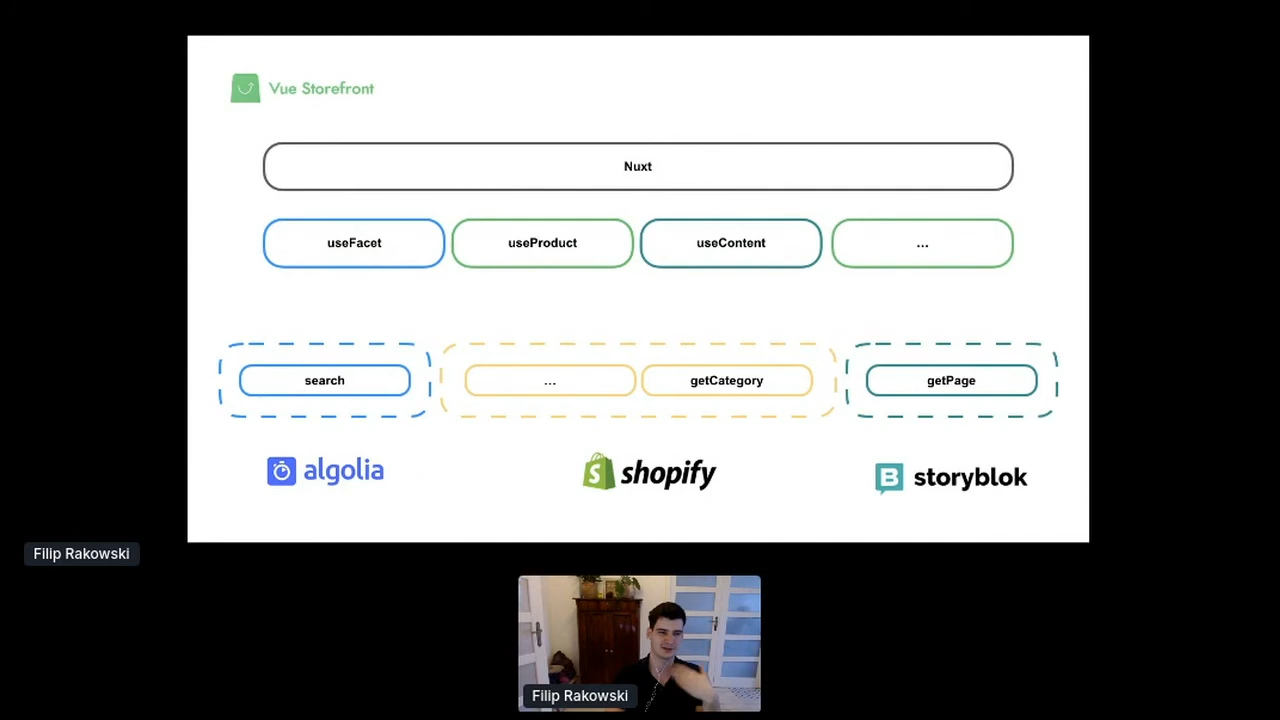 Vue Storefront
Nuxt
useFacet
useProduct
useContent
...
search
...
getCategory
getPage
algolia
shopify
storyblok
Filip Rakowski
Filip Rakowski